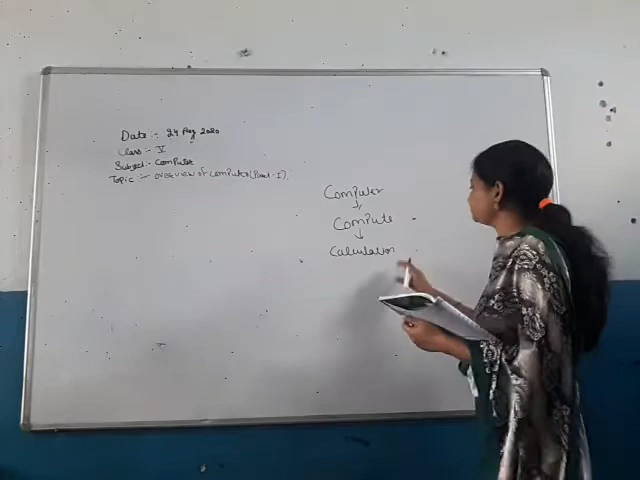 Date:- 24 Aug 2020
Class:- V
Subject:- Computer
Topic:- overview of Computer (Part-I).
Computer
↓
Compute -
↓
Calculation